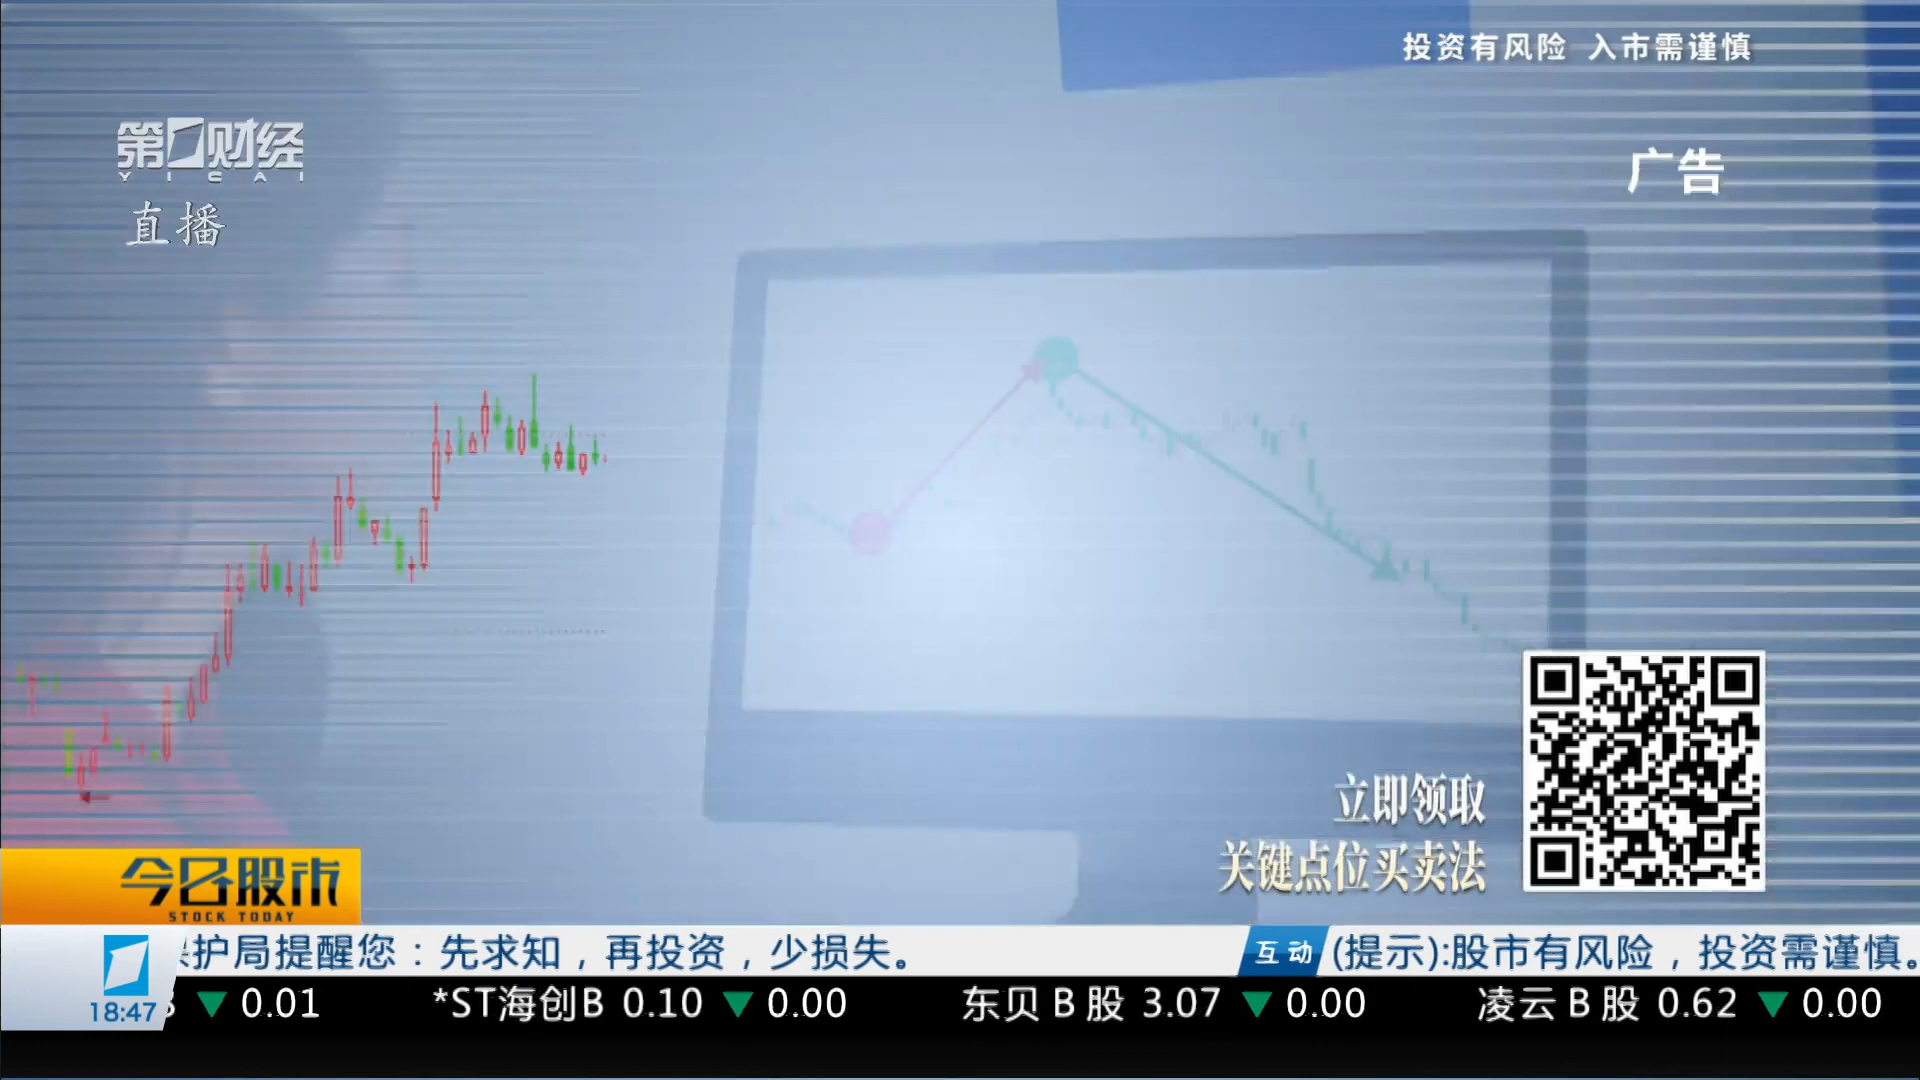 投资有风险 入市需谨慎
第1财经
YICAI
广告
直播
立即领取
关键点位买卖法
今日股市
STOCK TODAY
护局提醒您：先求知，再投资，少损失。
互动
(提示):股市有风险，投资需谨慎。
18:47
▼ 0.01 *ST海创B 0.10 ▼ 0.00 东贝B股 3.07 ▼ 0.00 凌云B股 0.62 ▼ 0.00